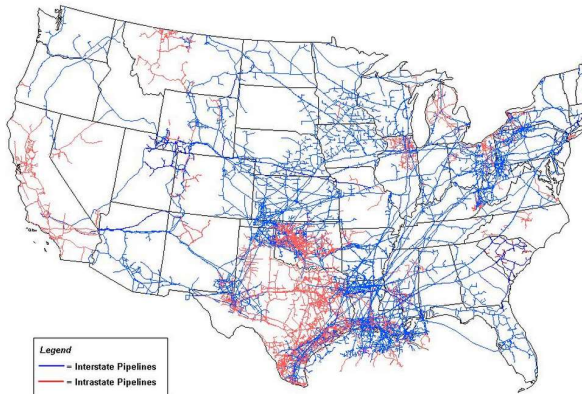 Legend
= Interstate Pipelines
= Intrastate Pipelines